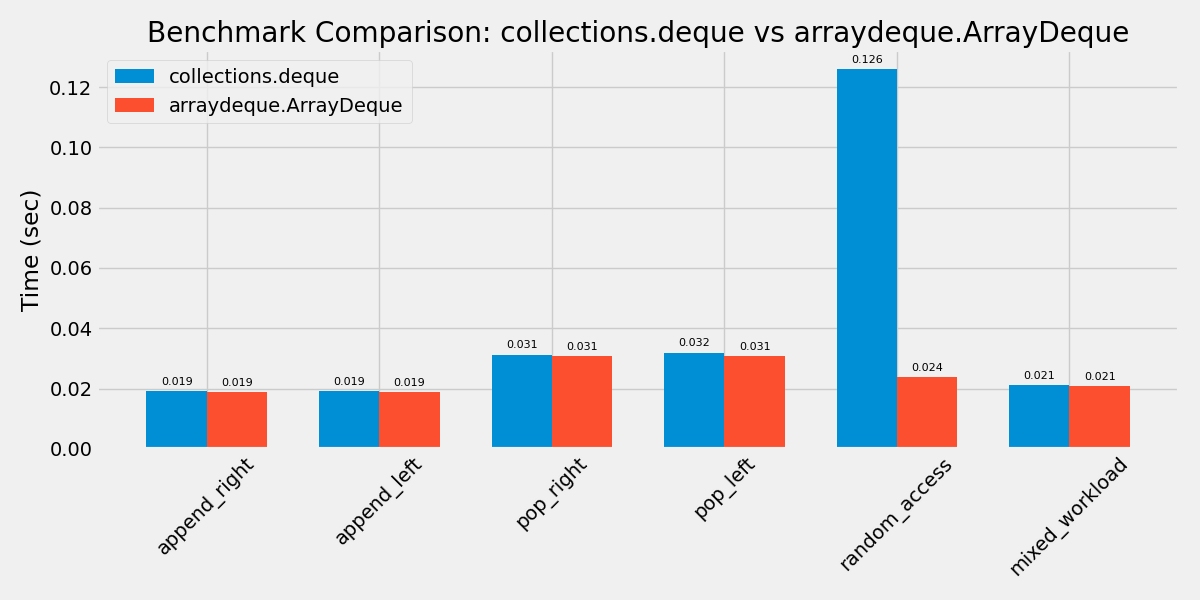 Benchmark Comparison: collections.deque vs arraydeque.ArrayDeque
collections.deque
arraydeque.ArrayDeque
Time (sec)
0.12
0.10
0.08
0.06
0.04
0.02
0.00
0.019
0.019
0.019
0.019
0.031
0.031
0.032
0.031
0.126
0.024
0.021
0.021
append_right
append_left
pop_right
pop_left
random_access
mixed_workload